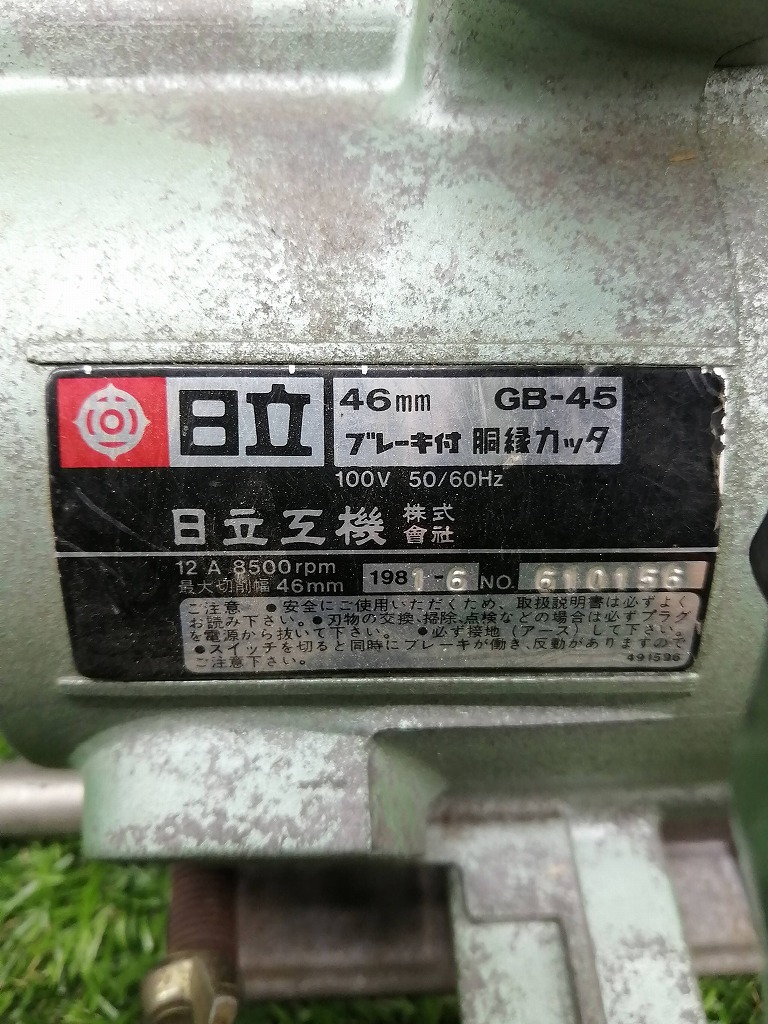 日立
46mm GB-45
ブレーキ付 胴縁カッタ
100V 50/60Hz
日立工機 株式會社
12 A 8500rpm
最大切削幅 46mm
1981-6 NO. 610156
ご注意 ●安全にご使用いただくため、取扱説明書は必ずよく
お読み下さい。●刃物の交換、掃除、点検などの場合は必ずプラグ
を電源から抜いて下さい。 ●必ず接地(アース)して下さい。
●スイッチを切ると同時にブレーキが働き、反動がありますので
ご注意下さい。 491596